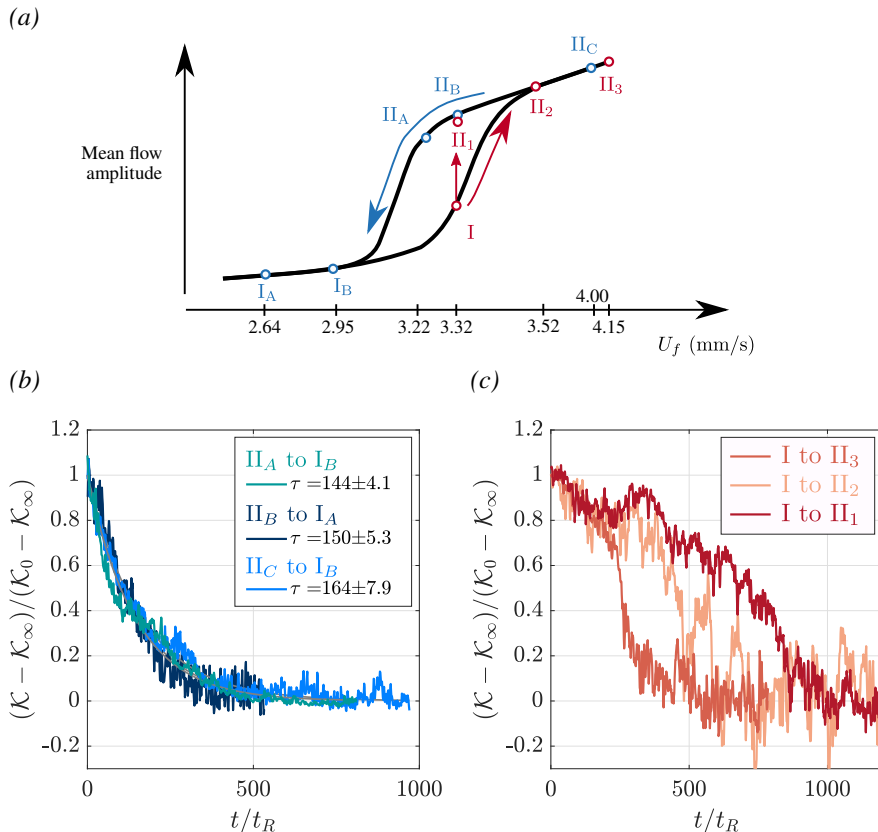 (a)
II_C
II_B
II_A
II_3
II_2
Mean flow
amplitude
II_1
I
I_A
I_B
4.00
2.64
2.95
3.22
3.32
3.52
4.15
U_f (mm/s)
(b)
(c)
1.2
1
0.8
0.6
0.4
0.2
0
-0.2
(K − K_∞)/(K_0 − K_∞)
II_A to I_B
τ =144±4.1
II_B to I_A
τ =150±5.3
II_C to I_B
τ =164±7.9
0
500
1000
t/t_R
1.2
1
0.8
0.6
0.4
0.2
0
-0.2
(K − K_∞)/(K_0 − K_∞)
I to II_3
I to II_2
I to II_1
0
500
1000
t/t_R